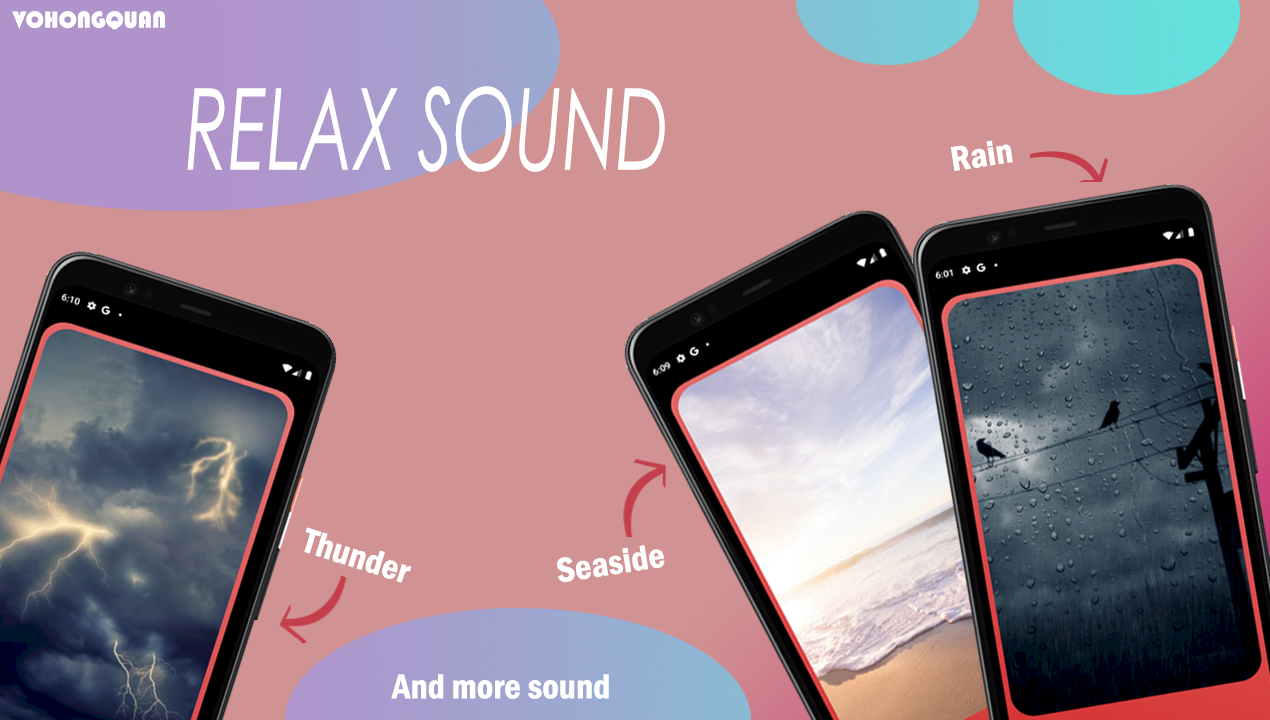 VOHONGQUAN
RELAX SOUND
Rain
6:01 G
6:10 G
6:09 G
Thunder
Seaside
And more sound